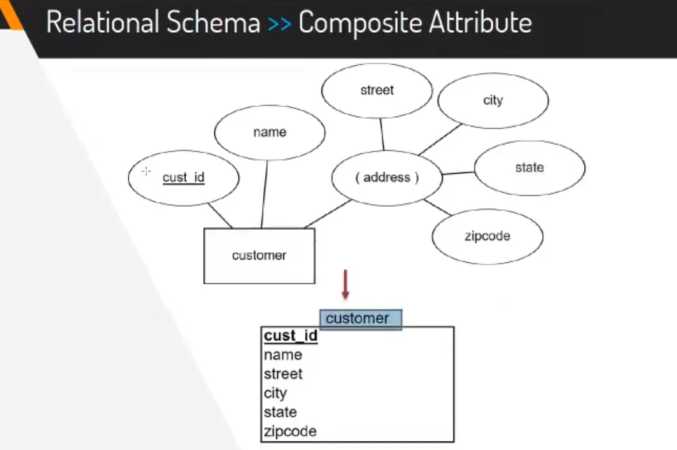 Relational Schema >> Composite Attribute
street
city
name
state
cust_id
( address )
zipcode
customer
customer
cust_id
name
street
city
state
zipcode